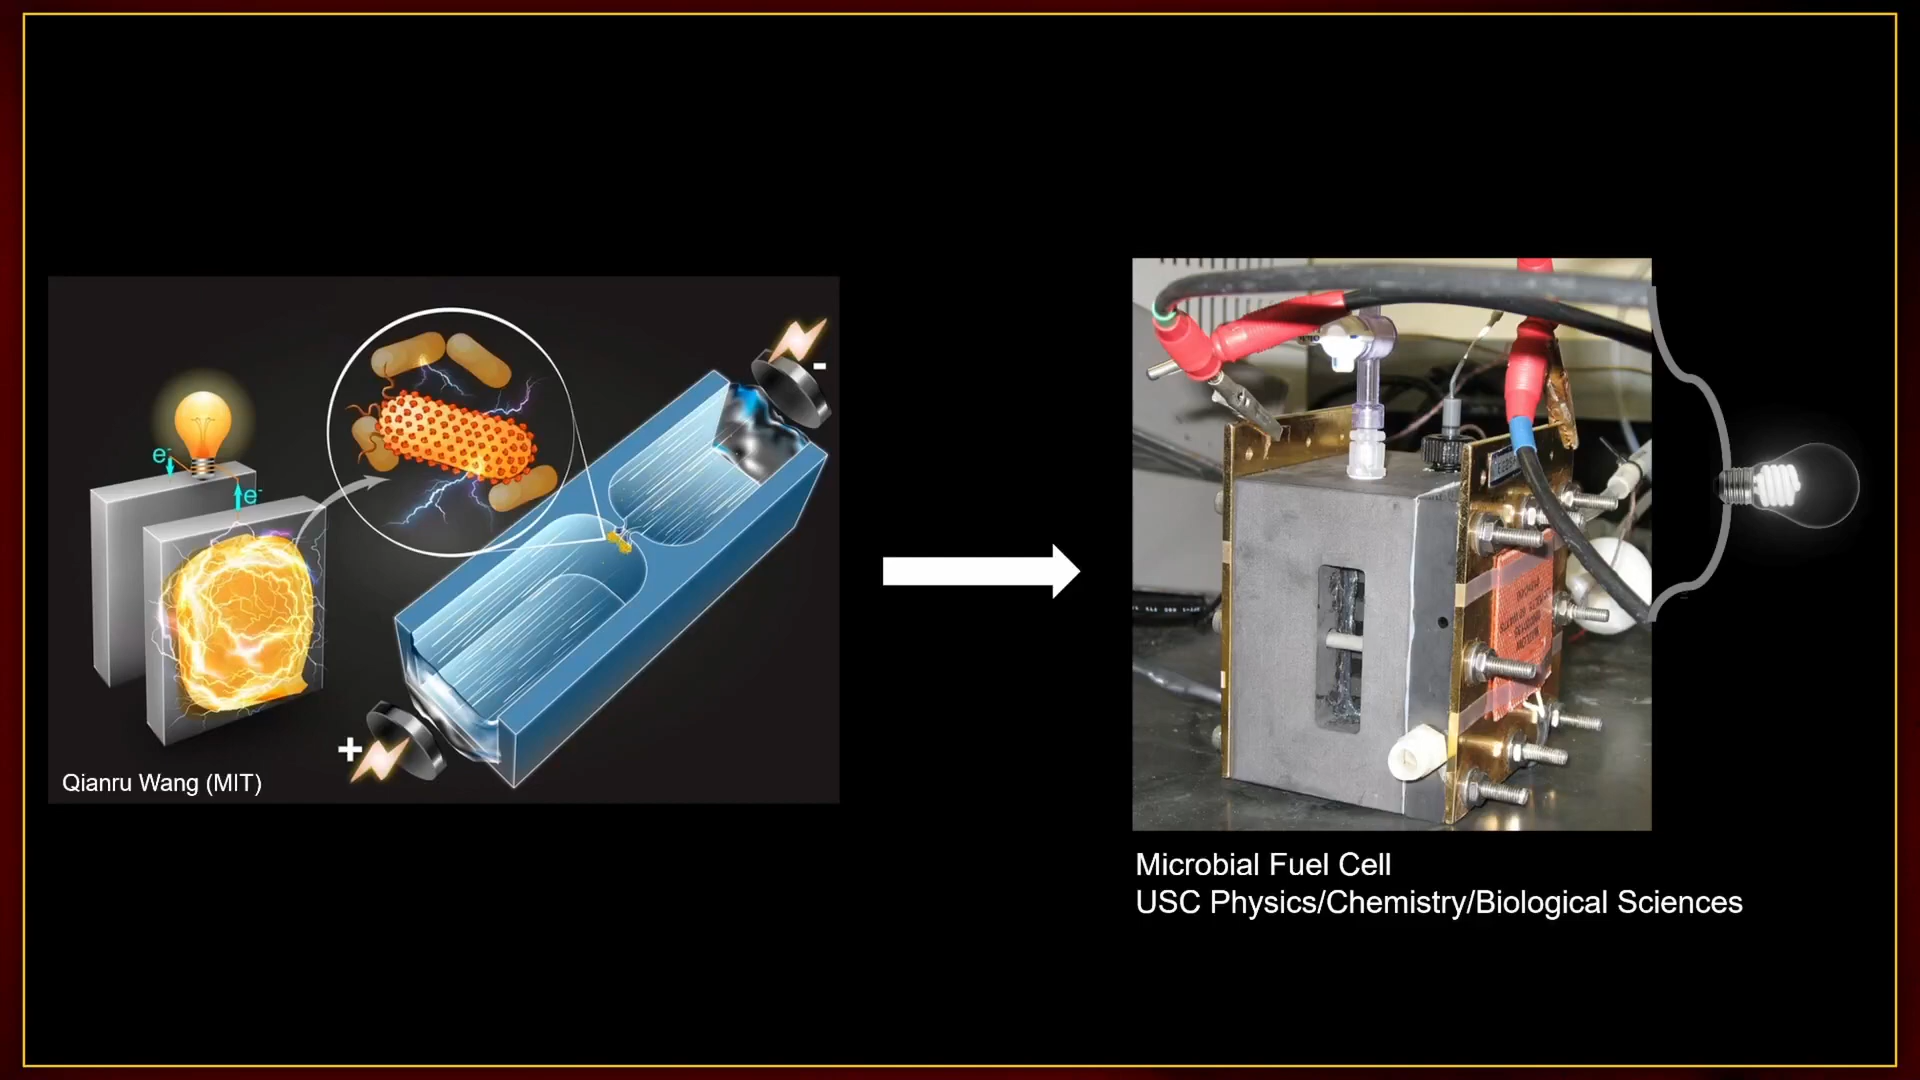 e-
e-
-
+
Qianru Wang (MIT)
Microbial Fuel Cell
USC Physics/Chemistry/Biological Sciences